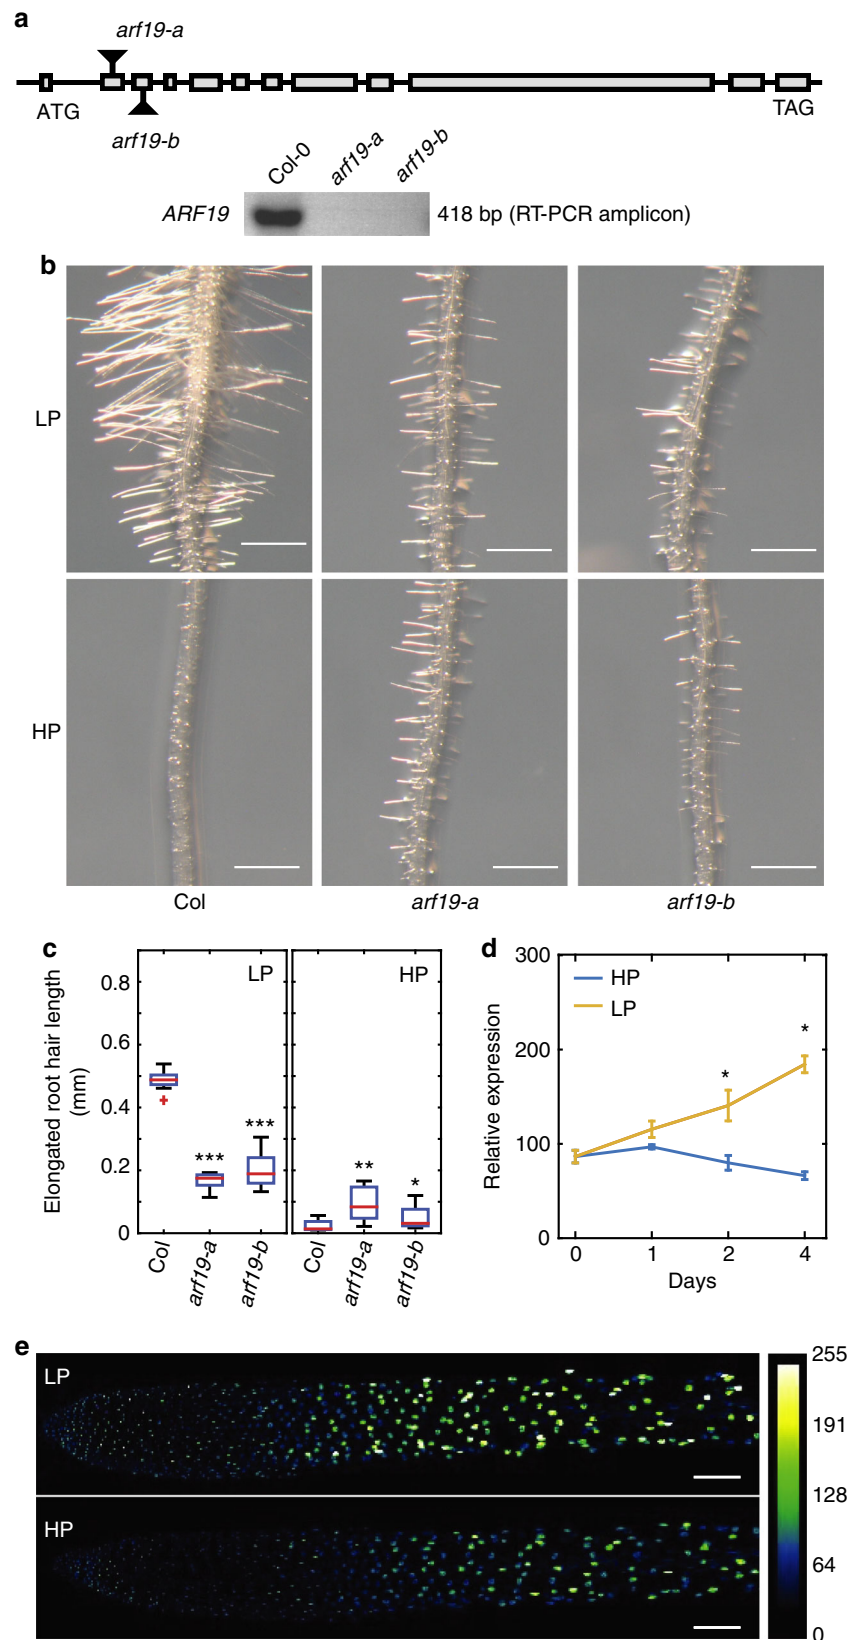 a
arf19-a
ATG
TAG
arf19-b
Col-0
arf19-a
arf19-b
ARF19
418 bp (RT-PCR amplicon)
b
LP
HP
Col
arf19-a
arf19-b
c
Elongated root hair length
(mm)
0.8
0.6
0.4
0.2
0
LP
HP
***
***
**
*
Col
arf19-a
arf19-b
Col
arf19-a
arf19-b
d
Relative expression
300
200
100
0
HP
LP
*
*
0
1
2
4
Days
e
LP
HP
255
191
128
64
0